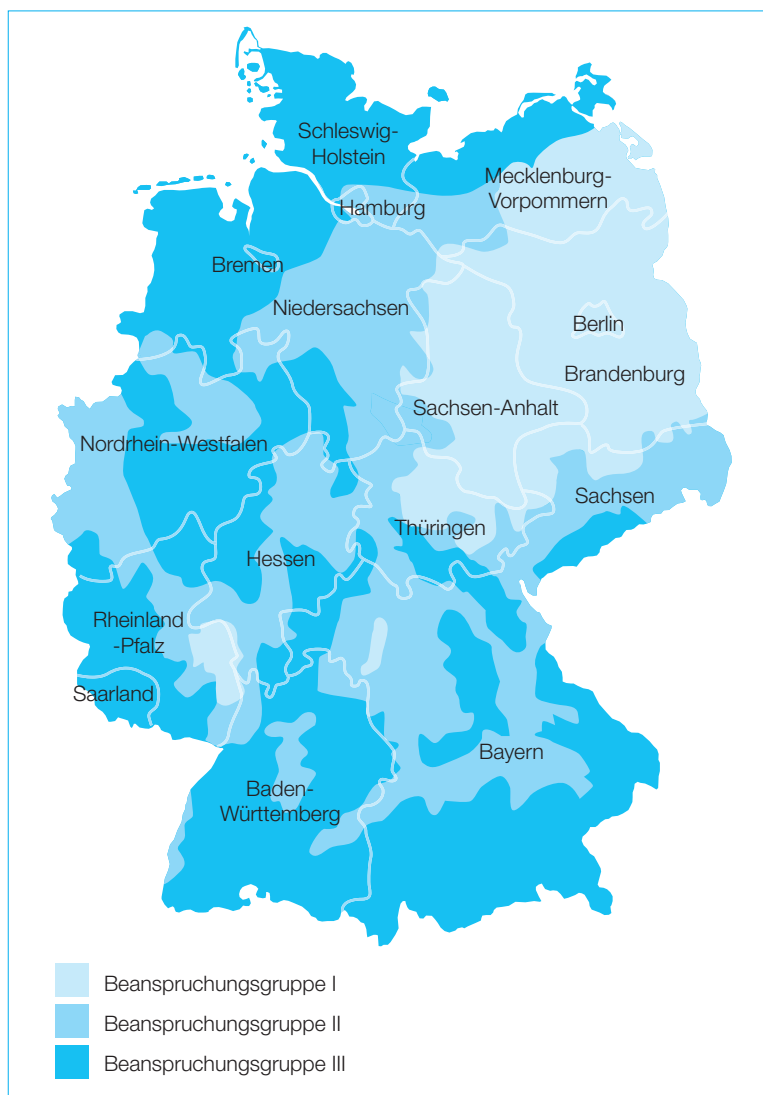 Schleswig-
Holstein
Mecklenburg-
Vorpommern
Hamburg
Bremen
Niedersachsen
Berlin
Brandenburg
Sachsen-Anhalt
Nordrhein-Westfalen
Sachsen
Thüringen
Hessen
Rheinland
-Pfalz
Saarland
Bayern
Baden-
Württemberg
Beanspruchungsgruppe I
Beanspruchungsgruppe II
Beanspruchungsgruppe III